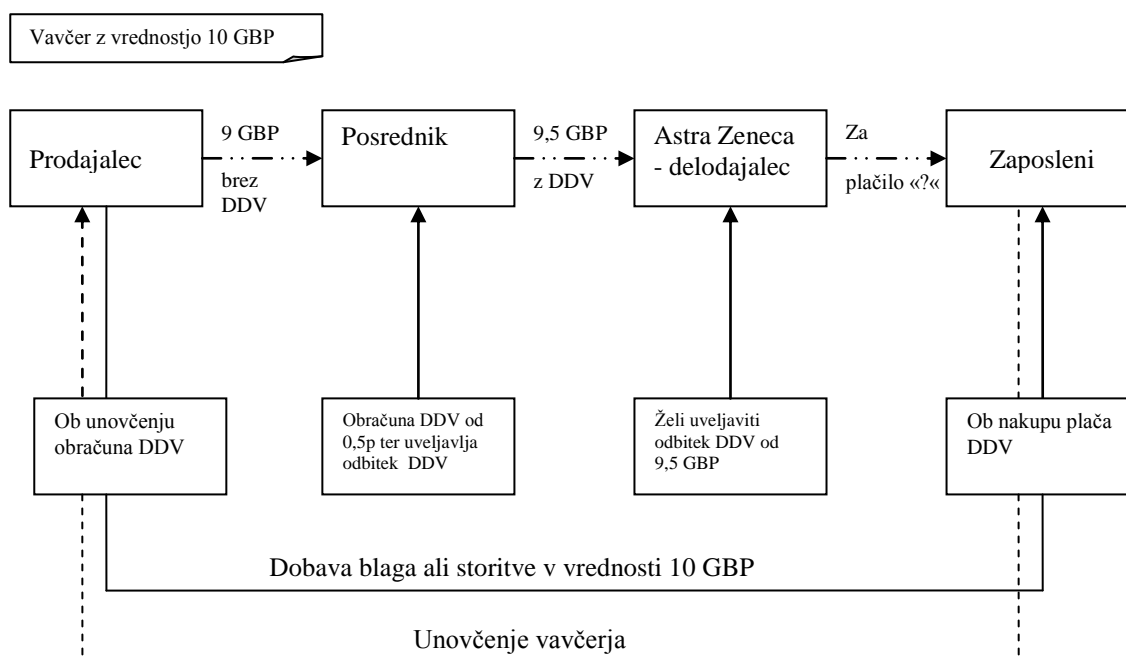 Vavčer z vrednostjo 10 GBP
Prodajalec
9 GBP
brez
DDV
Posrednik
9,5 GBP
z DDV
Astra Zeneca
- delodajalec
Za
plačilo «?«
Zaposleni
Ob unovčenju
obračuna DDV
Obračuna DDV od
0,5p ter uveljavlja
odbitek  DDV
Želi uveljaviti
odbitek DDV od
9,5 GBP
Ob nakupu plača
DDV
Dobava blaga ali storitve v vrednosti 10 GBP
Unovčenje vavčerja